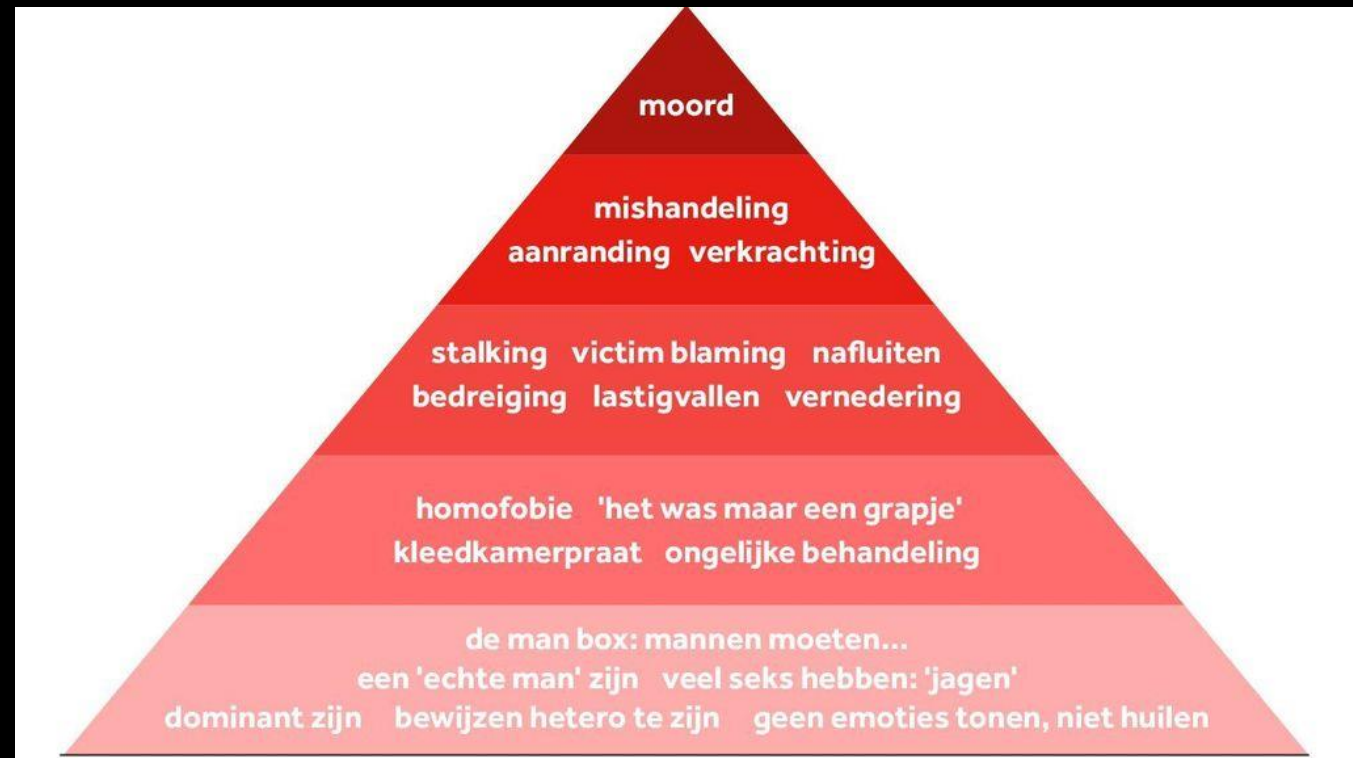 moord
mishandeling
aanranding verkrachting
stalking victim blaming nafluiten
bedreiging lastigvallen vernedering
homofobie 'het was maar een grapje'
kleedkamerpraat ongelijke behandeling
de man box: mannen moeten...
een 'echte man' zijn veel seks hebben: 'jagen'
dominant zijn bewijzen hetero te zijn geen emoties tonen, niet huilen